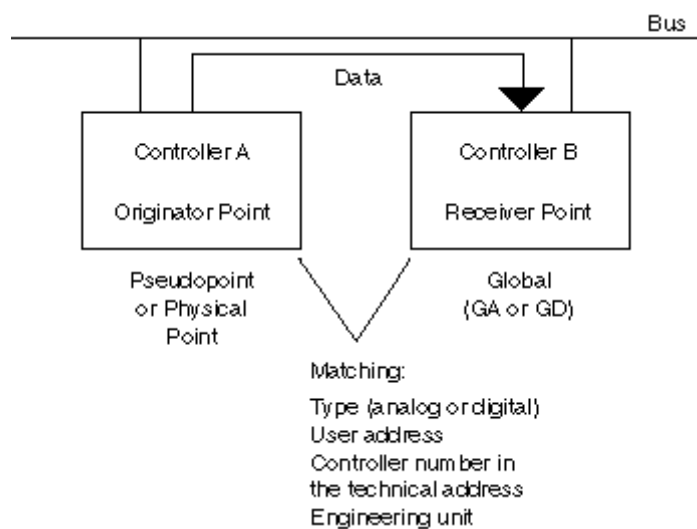 Bus
Data
Controller A
Originator Point
Controller B
Receiver Point
Pseudopoint
or Physical
Point
Global
(GA or GD)
Matching:
Type (analog or digital)
User address
Controller number in
the technical address
Engineering unit